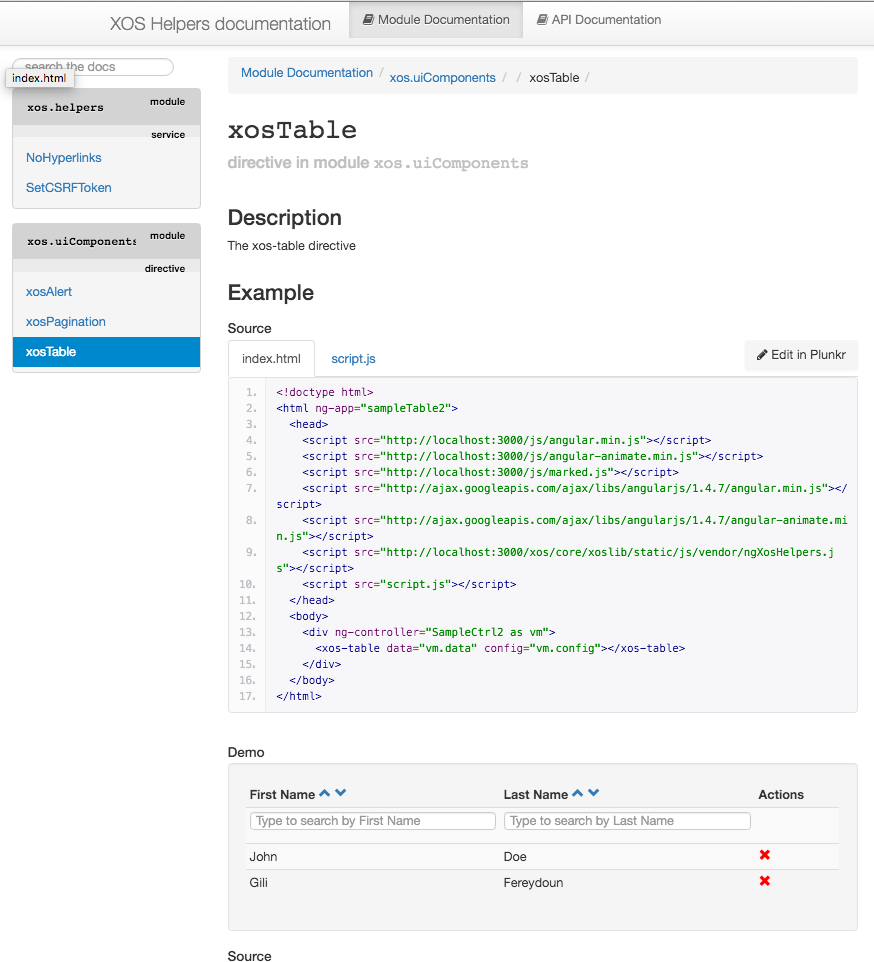 XOS Helpers documentation
Module Documentation
API Documentation
search the docs
index.html
xos.helpers
module
service
NoHyperlinks
SetCSRFToken
xos.uiComponents
module
directive
xosAlert
xosPagination
xosTable
Module Documentation / xos.uiComponents / / xosTable /
xosTable
directive in module xos.uiComponents
Description
The xos-table directive
Example
Source
index.html
script.js
Edit in Plunkr
1. <!doctype html>
2. <html ng-app="sampleTable2">
3. <head>
4. <script src="http://localhost:3000/js/angular.min.js"></script>
5. <script src="http://localhost:3000/js/angular-animate.min.js"></script>
6. <script src="http://localhost:3000/js/marked.js"></script>
7. <script src="http://ajax.googleapis.com/ajax/libs/angularjs/1.4.7/angular.min.js"></
script>
8. <script src="http://ajax.googleapis.com/ajax/libs/angularjs/1.4.7/angular-animate.mi
n.js"></script>
9. <script src="http://localhost:3000/xos/core/xoslib/static/js/vendor/ngXosHelpers.j
s"></script>
10. <script src="script.js"></script>
11. </head>
12. <body>
13. <div ng-controller="SampleCtrl2 as vm">
14. <xos-table data="vm.data" config="vm.config"></xos-table>
15. </div>
16. </body>
17. </html>
Demo
First Name Last Name Actions
Type to search by First Name Type to search by Last Name
John Doe
Gili Fereydoun
Source